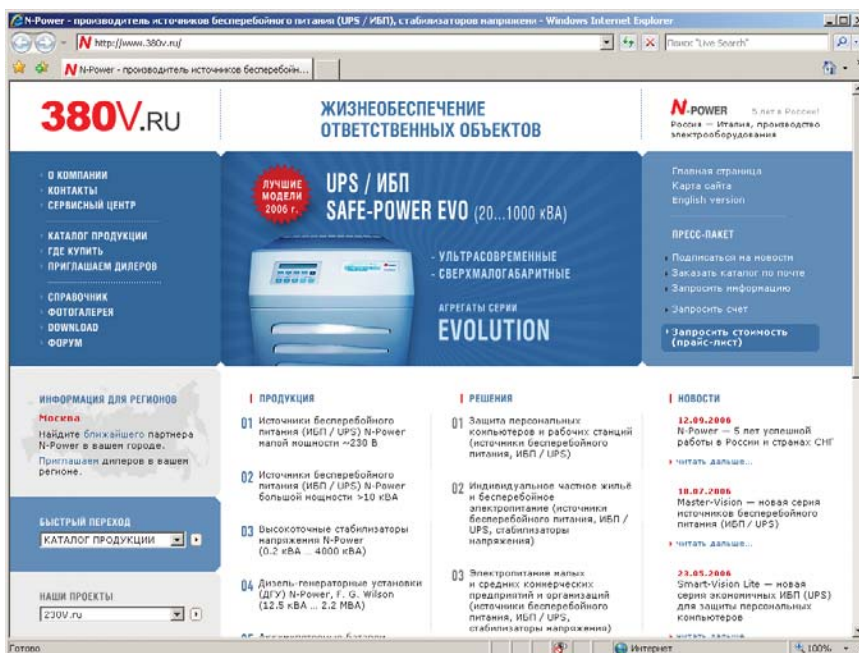 N-Power - производитель источников бесперебойного питания (UPS / ИБП), стабилизаторов напряжени - Windows Internet Explorer
http://www.380v.ru/
Поиск "Live Search"
N-Power - производитель источников бесперебойн...
380V.RU
ЖИЗНЕОБЕСПЕЧЕНИЕ
ОТВЕТСТВЕННЫХ ОБЪЕКТОВ
N-POWER 5 лет в России!
Россия — Италия, производство
электрооборудования
О КОМПАНИИ
КОНТАКТЫ
СЕРВИСНЫЙ ЦЕНТР
КАТАЛОГ ПРОДУКЦИИ
ГДЕ КУПИТЬ
ПРИГЛАШАЕМ ДИЛЕРОВ
СПРАВОЧНИК
ФОТОГАЛЕРЕЯ
DOWNLOAD
ФОРУМ
ЛУЧШИЕ
МОДЕЛИ
2006 г.
UPS / ИБП
SAFE-POWER EVO (20...1000 кВА)
- УЛЬТРАСОВРЕМЕННЫЕ
- СВЕРХМАЛОГАБАРИТНЫЕ
АГРЕГАТЫ СЕРИИ
EVOLUTION
Главная страница
Карта сайта
English version
ПРЕСС-ПАКЕТ
Подписаться на новости
Заказать каталог по почте
Запросить информацию
Запросить счет
Запросить стоимость
(прайс-лист)
ИНФОРМАЦИЯ ДЛЯ РЕГИОНОВ
Москва
Найдите ближайшего партнера
N-Power в вашем городе.
Приглашаем дилеров в вашем
регионе.
БЫСТРЫЙ ПЕРЕХОД
КАТАЛОГ ПРОДУКЦИИ
НАШИ ПРОЕКТЫ
230V.ru
ПРОДУКЦИЯ
01 Источники бесперебойного
питания (ИБП / UPS) N-Power
малой мощности ~230 В
02 Источники бесперебойного
питания (ИБП / UPS) N-Power
большой мощности >10 кВА
03 Высокоточные стабилизаторы
напряжения N-Power
(0.2 кВА ... 4000 кВА)
04 Дизель-генераторные установки
(ДГУ) N-Power, F. G. Wilson
(12.5 кВА ... 2.2 МВА)
05 Аккумуляторные батареи
РЕШЕНИЯ
01 Защита персональных
компьютеров и рабочих станций
(источники бесперебойного
питания, ИБП / UPS)
02 Индивидуальное частное жильё
и бесперебойное
электропитание (источники
бесперебойного питания, ИБП /
UPS, стабилизаторы
напряжения)
03 Электропитание малых
и средних коммерческих
предприятий и организаций
(источники бесперебойного
питания, ИБП / UPS,
стабилизаторы напряжения)
НОВОСТИ
12.09.2006
N-Power — 5 лет успешной
работы в России и странах СНГ
читать дальше...
18.07.2006
Master-Vision — новая серия
источников бесперебойного
питания (ИБП / UPS)
читать дальше...
23.05.2006
Smart-Vision Lite — новая
серия экономичных ИБП (UPS)
для защиты персональных
компьютеров
читать дальше...
Готово
Интернет
100%